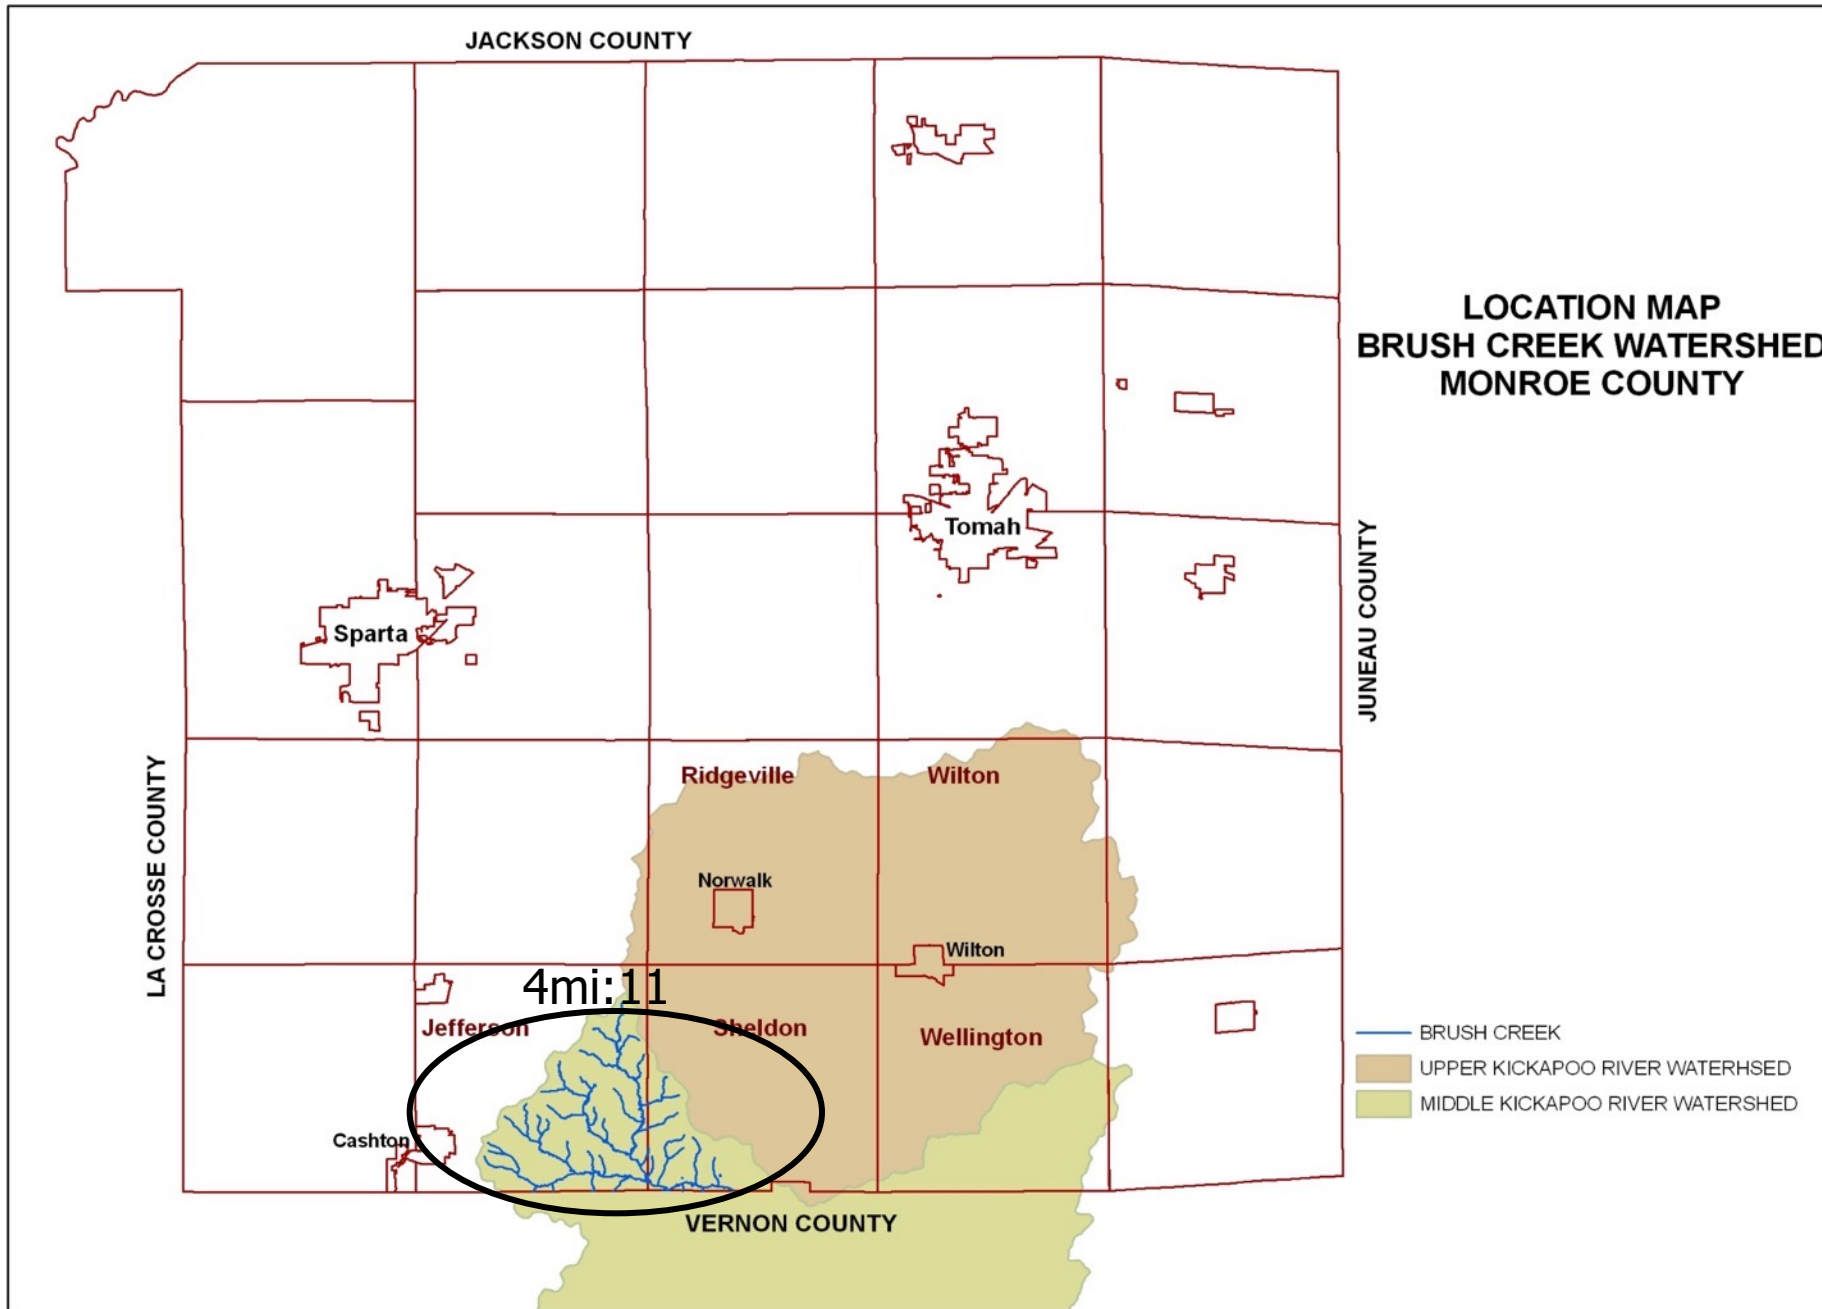 JACKSON COUNTY
LOCATION MAP
BRUSH CREEK WATERSHED
MONROE COUNTY
Tomah
Sparta
JUNEAU COUNTY
LA CROSSE COUNTY
Ridgeville
Wilton
Norwalk
Wilton
4mi:11
Jefferson
Sheldon
Wellington
Cashton
VERNON COUNTY
BRUSH CREEK
UPPER KICKAPOO RIVER WATERHSED
MIDDLE KICKAPOO RIVER WATERSHED